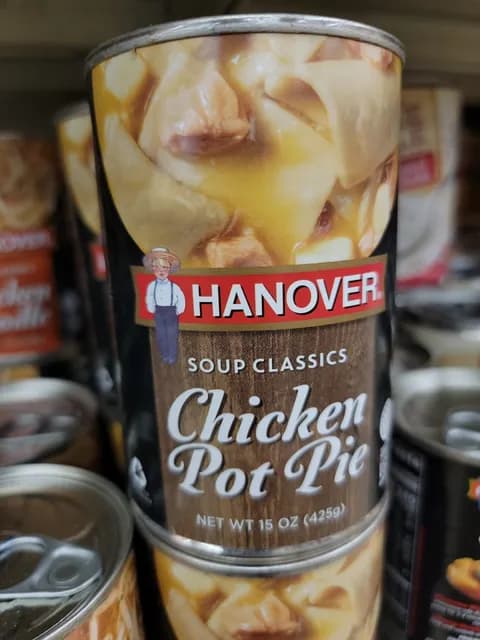 HANOVER
SOUP CLASSICS
Chicken
Pot Pie
NET WT 15 OZ (425g)